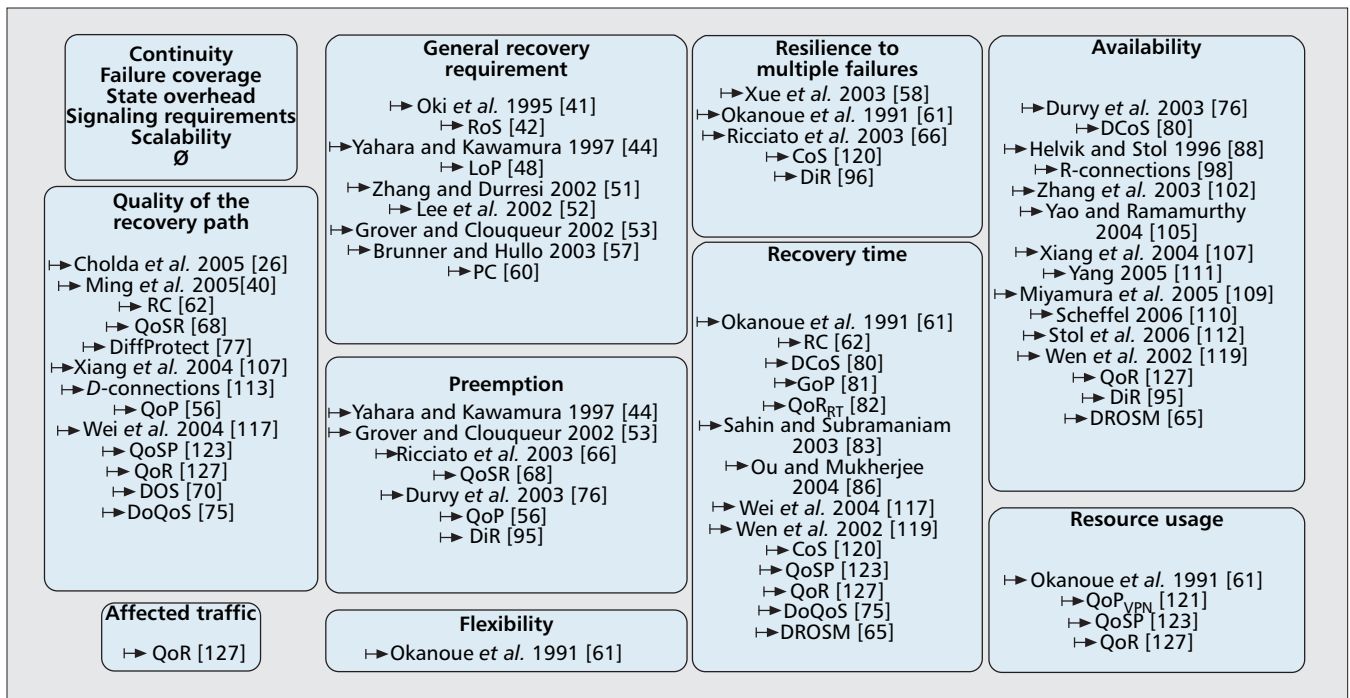 Continuity
Failure coverage
State overhead
Signaling requirements
Scalability
Ø
Quality of the
recovery path
Cholda et al. 2005 [26]
Ming et al. 2005[40]
RC [62]
QoSR [68]
DiffProtect [77]
Xiang et al. 2004 [107]
D-connections [113]
QoP [56]
Wei et al. 2004 [117]
QoSP [123]
QoR [127]
DOS [70]
DoQoS [75]
Affected traffic
QoR [127]
General recovery
requirement
Oki et al. 1995 [41]
RoS [42]
Yahara and Kawamura 1997 [44]
LoP [48]
Zhang and Durresi 2002 [51]
Lee et al. 2002 [52]
Grover and Clouqueur 2002 [53]
Brunner and Hullo 2003 [57]
PC [60]
Preemption
Yahara and Kawamura 1997 [44]
Grover and Clouqueur 2002 [53]
Ricciato et al. 2003 [66]
QoSR [68]
Durvy et al. 2003 [76]
QoP [56]
DiR [95]
Flexibility
Okanoue et al. 1991 [61]
Resilience to
multiple failures
Xue et al. 2003 [58]
Okanoue et al. 1991 [61]
Ricciato et al. 2003 [66]
CoS [120]
DiR [96]
Recovery time
Okanoue et al. 1991 [61]
RC [62]
DCoS [80]
GoP [81]
QoRRT [82]
Sahin and Subramaniam
2003 [83]
Ou and Mukherjee
2004 [86]
Wei et al. 2004 [117]
Wen et al. 2002 [119]
CoS [120]
QoSP [123]
QoR [127]
DoQoS [75]
DROSM [65]
Availability
Durvy et al. 2003 [76]
DCoS [80]
Helvik and Stol 1996 [88]
R-connections [98]
Zhang et al. 2003 [102]
Yao and Ramamurthy
2004 [105]
Xiang et al. 2004 [107]
Yang 2005 [111]
Miyamura et al. 2005 [109]
Scheffel 2006 [110]
Stol et al. 2006 [112]
Wen et al. 2002 [119]
QoR [127]
DiR [95]
DROSM [65]
Resource usage
Okanoue et al. 1991 [61]
QoPVPN [121]
QoSP [123]
QoR [127]